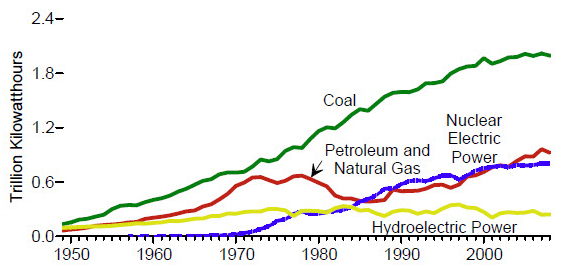 Trillion Kilowatthours
2.4
1.8
1.2
0.6
0.0
Coal
Petroleum and
Natural Gas
Nuclear
Electric
Power
Hydroelectric Power
1950 1960 1970 1980 1990 2000